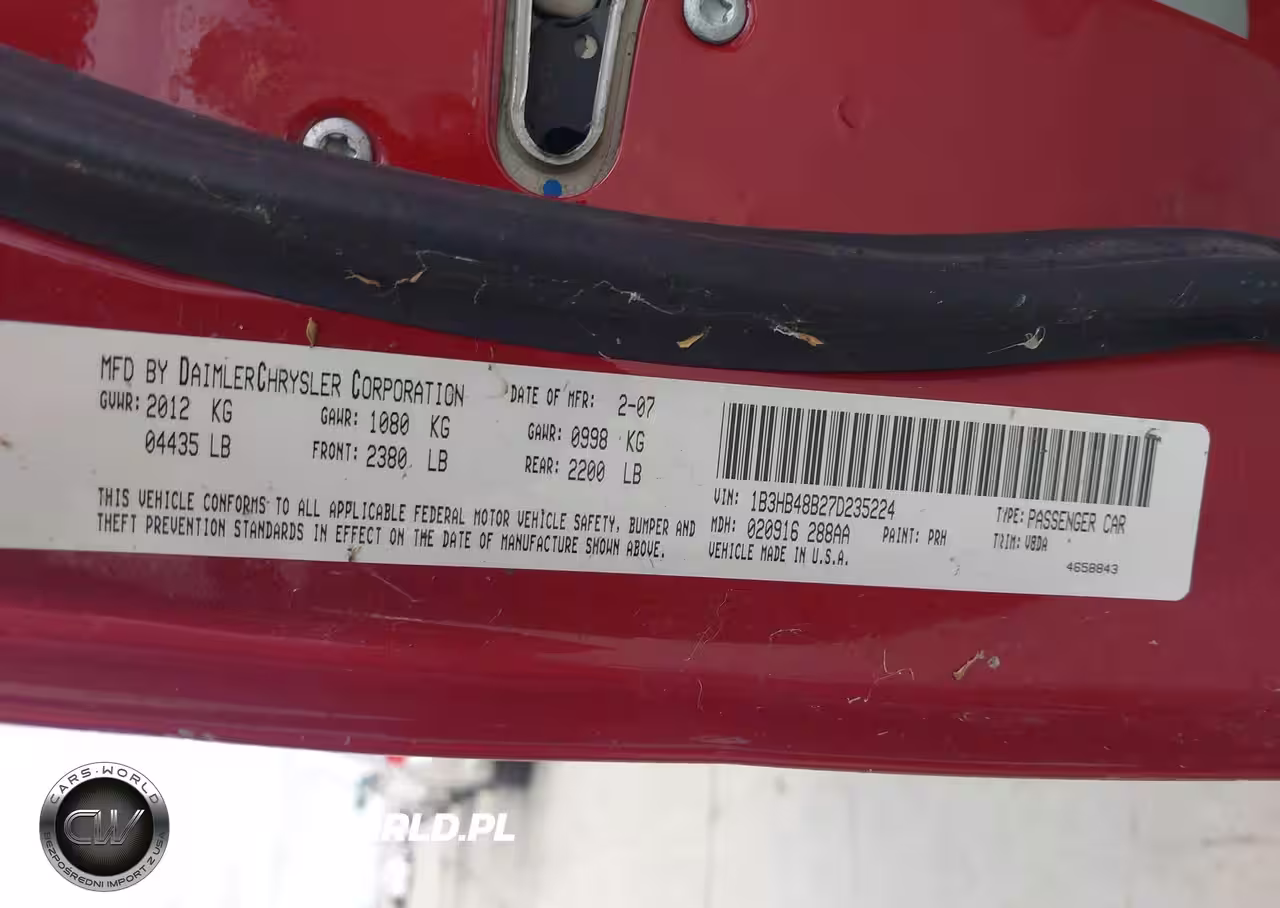 MFD BY DAIMLERCHRYSLER CORPORATION DATE OF MFR: 2-07
GVWR: 2012 KG GAWR: 1080 KG GAWR: 0998 KG
04435 LB FRONT: 2380 LB REAR: 2200 LB
THIS VEHICLE CONFORMS TO ALL APPLICABLE FEDERAL MOTOR VEHICLE SAFETY, BUMPER AND
THEFT PREVENTION STANDARDS IN EFFECT ON THE DATE OF MANUFACTURE SHOWN ABOVE.
VIN: 1B3HB48B27D235224 TYPE: PASSENGER CAR
MDH: 020916 288AA PAINT: PRH TRIM: V8DA
VEHICLE MADE IN U.S.A. 4658843
CARS-WORLD
CW
BEZPOŚREDNI IMPORT Z USA
RLD.PL